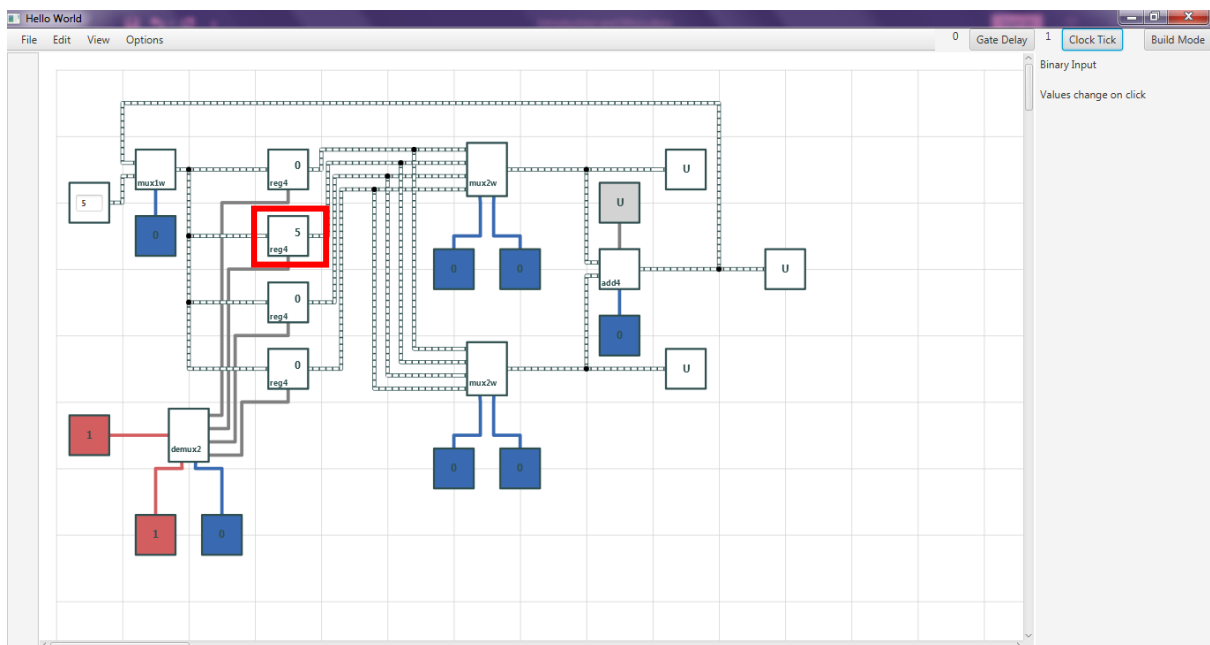 Hello World
File Edit View Options
0 Gate Delay 1 Clock Tick Build Mode
Binary Input
Values change on click
mux1w
5
0
0
reg4
5
reg4
0
reg4
0
reg4
mux2w
U
U
0
0
add4
U
0
mux2w
U
0
0
1
demux2
1
0